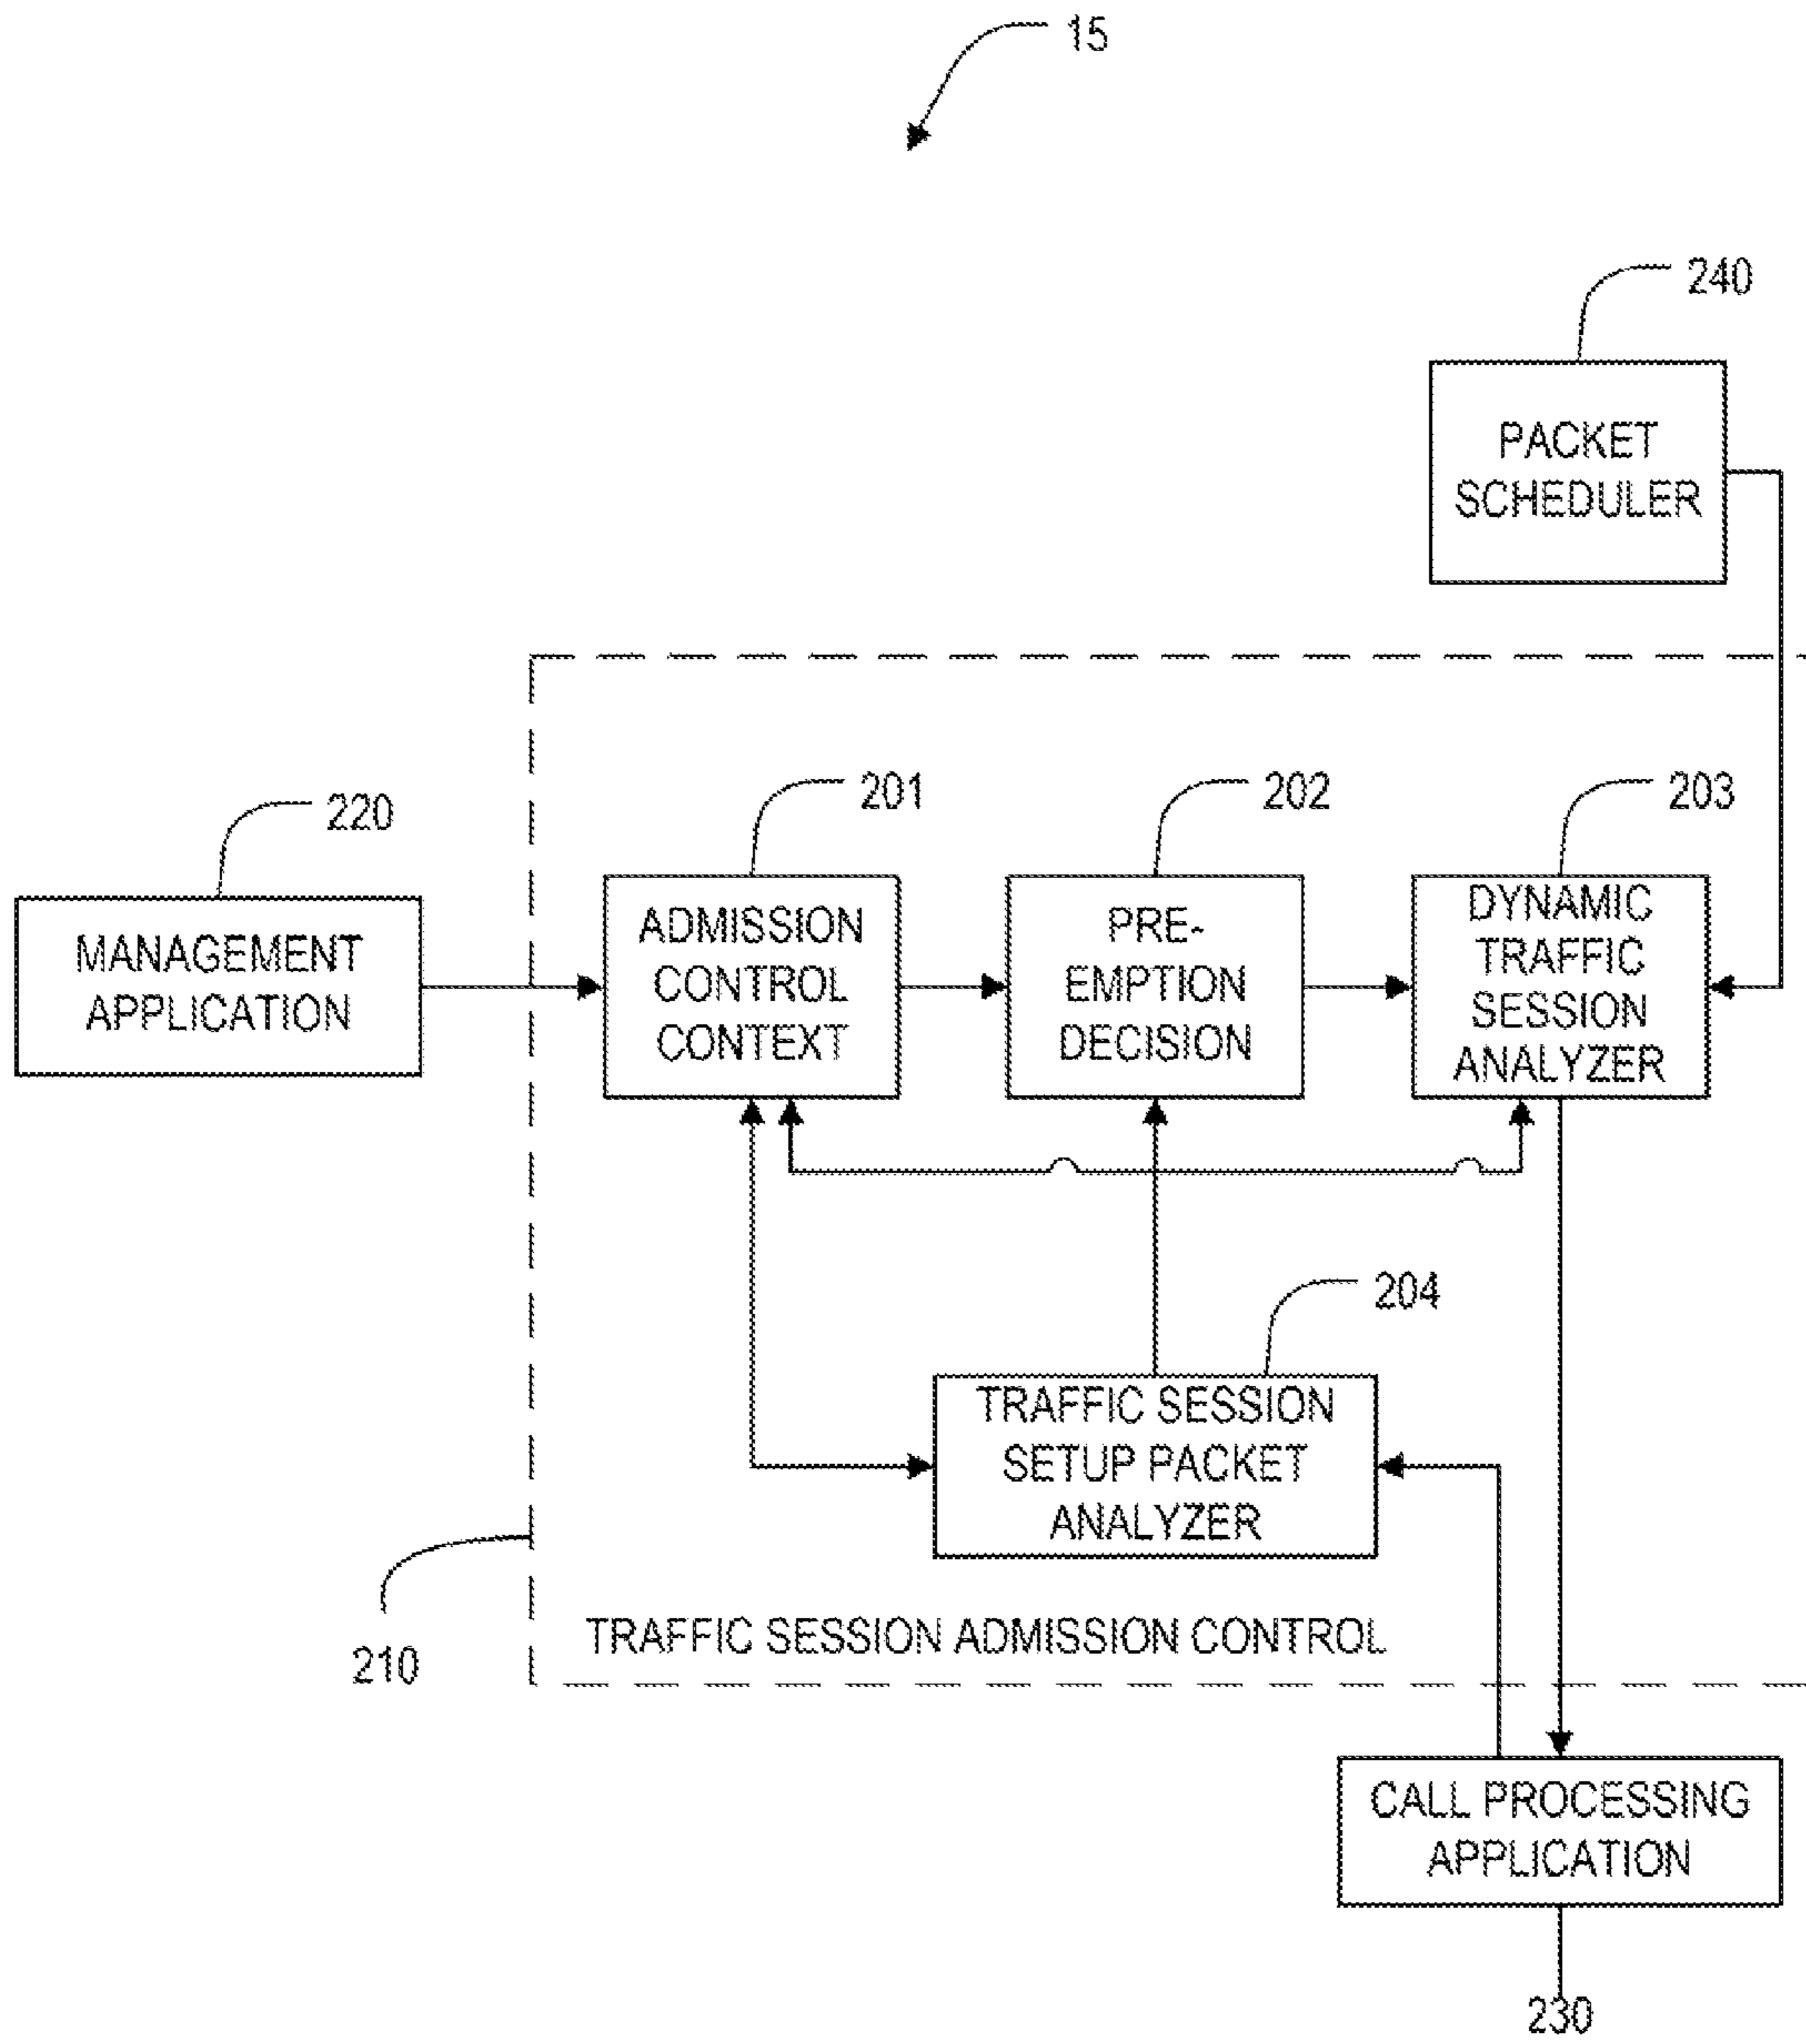 15
240
PACKET
SCHEDULER
220
MANAGEMENT
APPLICATION
201
ADMISSION
CONTROL
CONTEXT
202
PRE-
EMPTION
DECISION
203
DYNAMIC
TRAFFIC
SESSION
ANALYZER
204
TRAFFIC SESSION
SETUP PACKET
ANALYZER
210
TRAFFIC SESSION ADMISSION CONTROL
CALL PROCESSING
APPLICATION
230